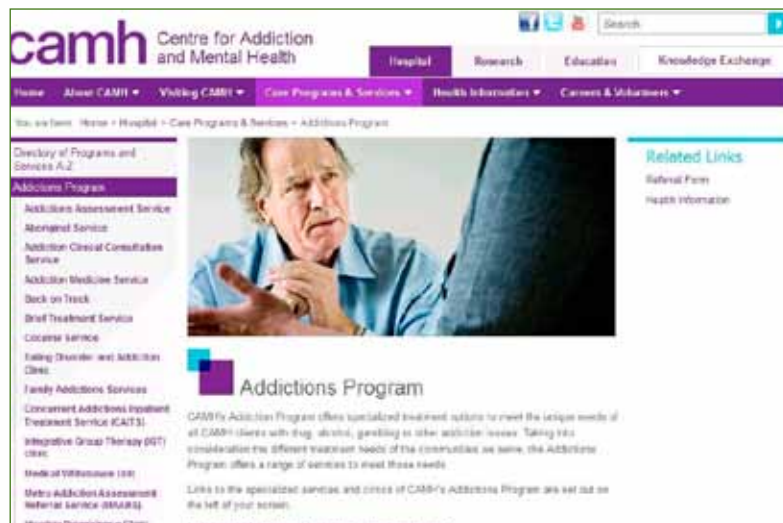 camh Centre for Addiction
and Mental Health
Search
Hospital Research Education Knowledge Exchange
Home About CAMH Visiting CAMH Care Programs & Services Health Information Careers & Volunteers
You are here: Home > Hospital > Care Programs & Services > Addictions Program
Directory of Programs and
Services A-Z
Addictions Program
Addictions Assessment Service
Aboriginal Service
Addiction Clinical Consultation
Service
Addiction Medicine Service
Back on Track
Brief Treatment Service
Cocaine Service
Eating Disorder and Addiction
Clinic
Family Addictions Services
Concurrent Addictions Inpatient
Treatment Service (CAITS)
Integrative Group Therapy (IGT)
clinic
Medical Withdrawal Unit
Metro Addiction Assessment
Referral Service (MAARS)
Related Links
Referral Form
Health Information
Addictions Program
CAMH's Addiction Program offers specialized treatment options to meet the unique needs of
all CAMH clients with drug, alcohol, gambling or other addiction issues. Taking into
consideration the different treatment needs of the communities we serve, the Addictions
Program offers a range of services to meet those needs.
Links to the specialized services and clinics of CAMH's Addictions Program are set out on
the left of your screen.